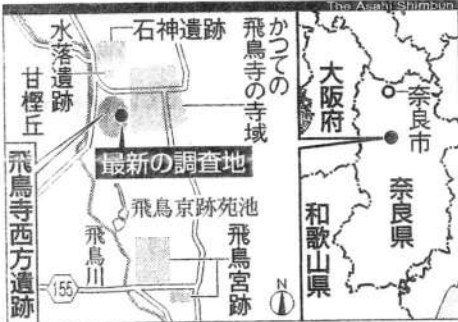 The Asahi Shimbun
かつての
飛鳥寺の寺域
石神遺跡
水落遺跡
甘樫丘
最新の調査地
飛鳥寺西方遺跡
飛鳥京跡苑池
飛鳥川
飛鳥宮跡
155
N
大阪府
奈良市
奈良県
和歌山県